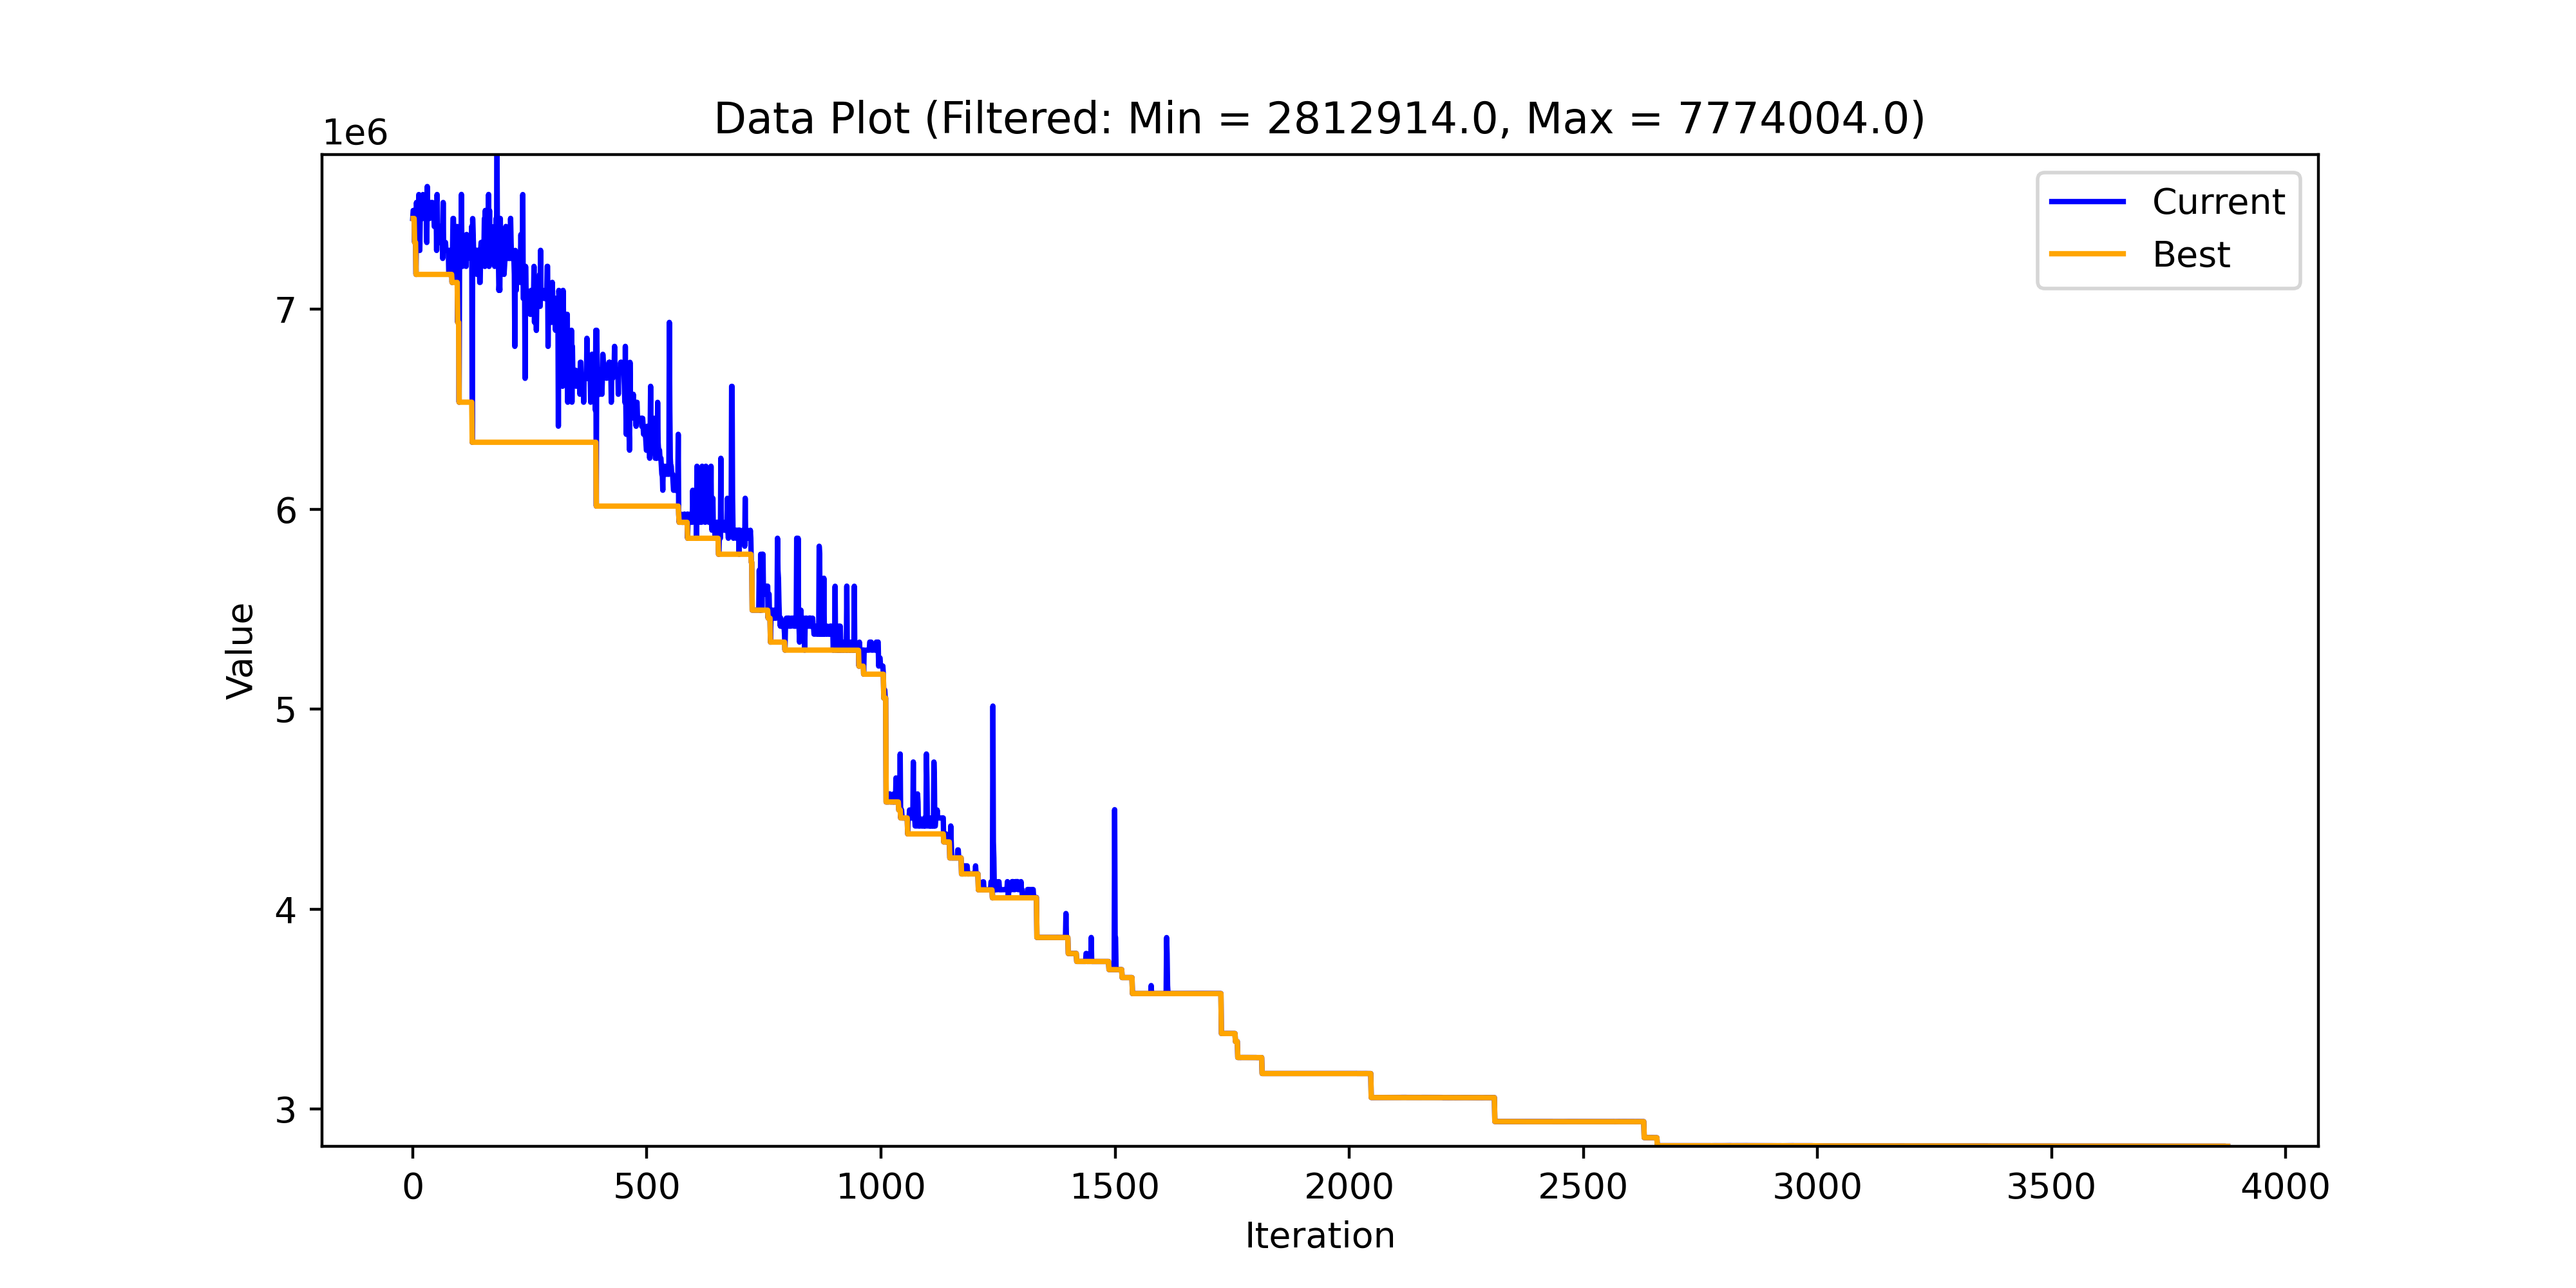 Data Plot (Filtered: Min = 2812914.0, Max = 7774004.0)
1e6
Current
Best
7
6
5
4
3
Value
0 500 1000 1500 2000 2500 3000 3500 4000
Iteration